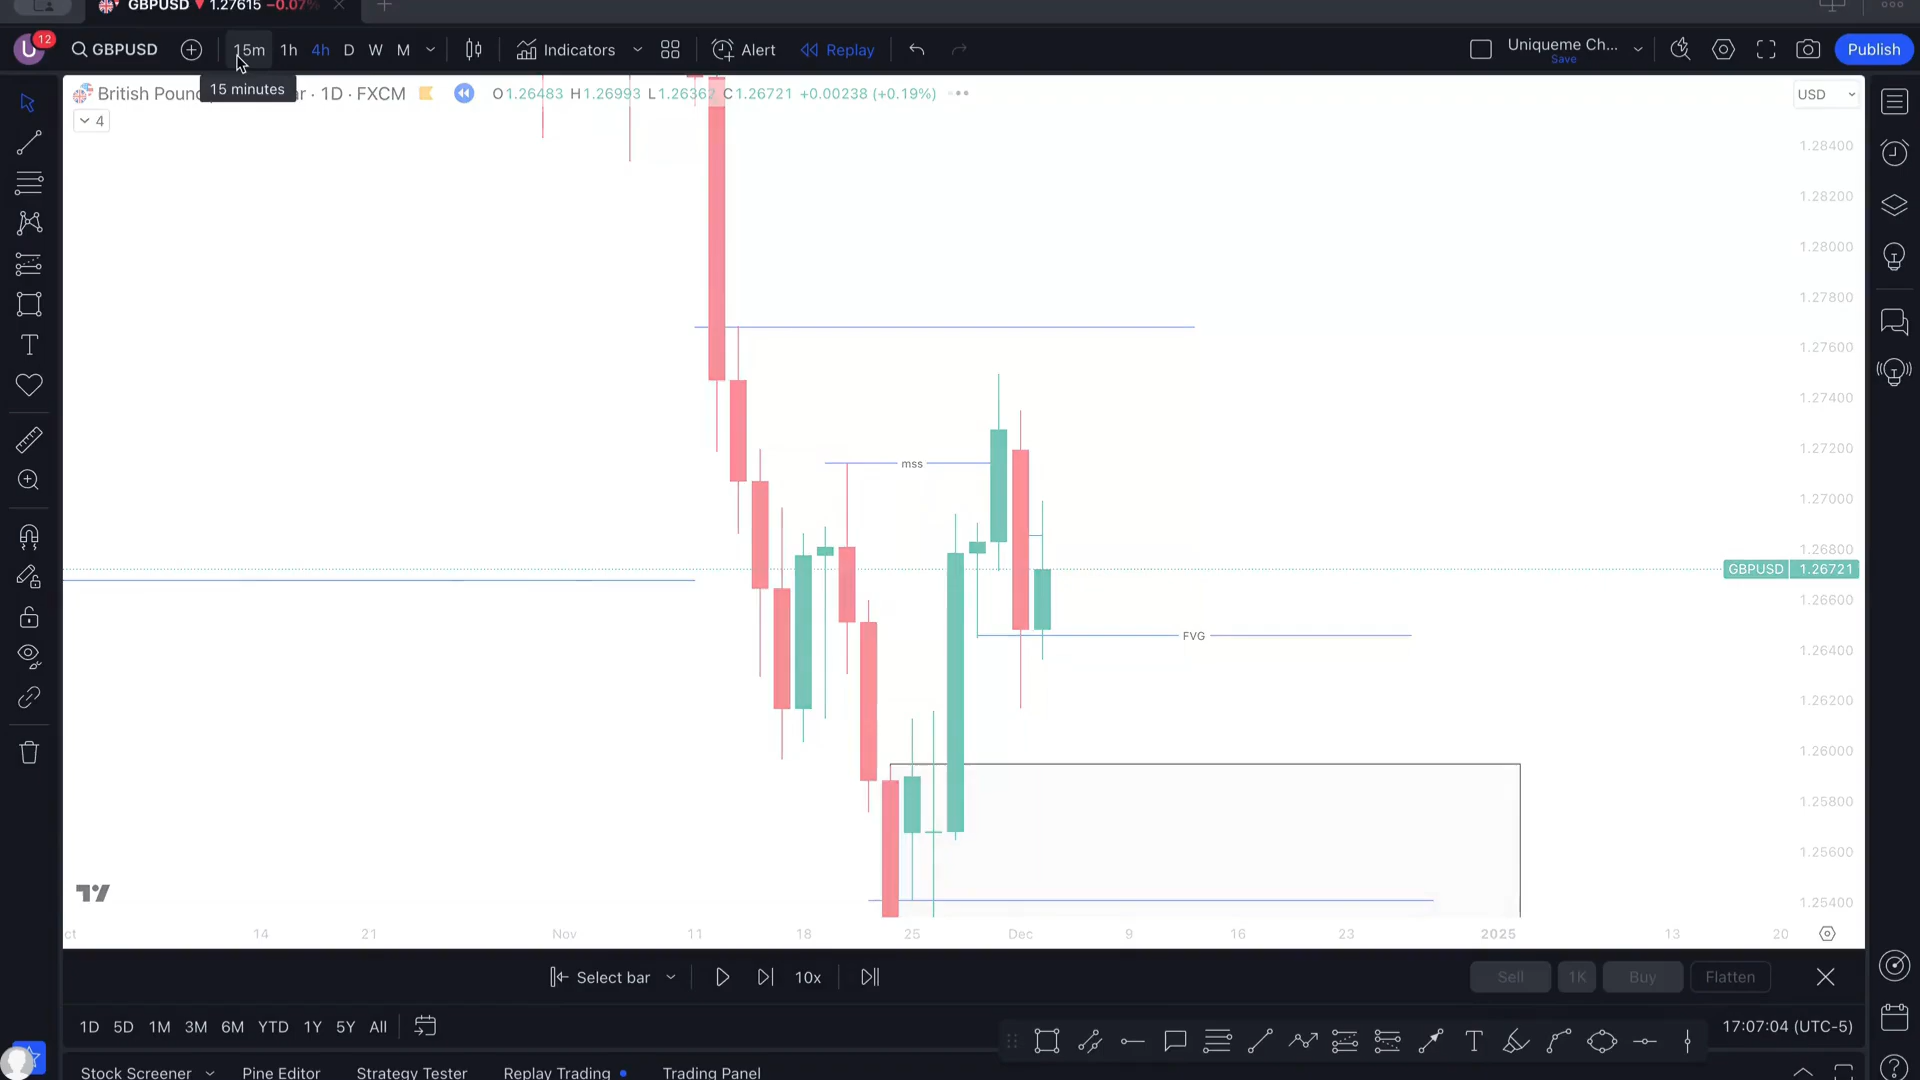 GBPUSD ▼ 1.27615 −0.07%
U 12 GBPUSD 15m 1h 4h D W M Indicators Alert Replay Uniqueme Ch... Save Publish
15 minutes
British Poun r · 1D · FXCM O1.26483 H1.26993 L1.26362 C1.26721 +0.00238 (+0.19%) USD
4
1.28400
1.28200
1.28000
1.27800
1.27600
1.27400
1.27200
mss
1.27000
1.26800
GBPUSD 1.26721
1.26600
FVG
1.26400
1.26200
1.26000
1.25800
1.25600
1.25400
ct 14 21 Nov 11 18 25 Dec 9 16 23 2025 13 20
Select bar 10x Sell 1K Buy Flatten
1D 5D 1M 3M 6M YTD 1Y 5Y All 17:07:04 (UTC-5)
Stock Screener Pine Editor Strategy Tester Replay Trading Trading Panel